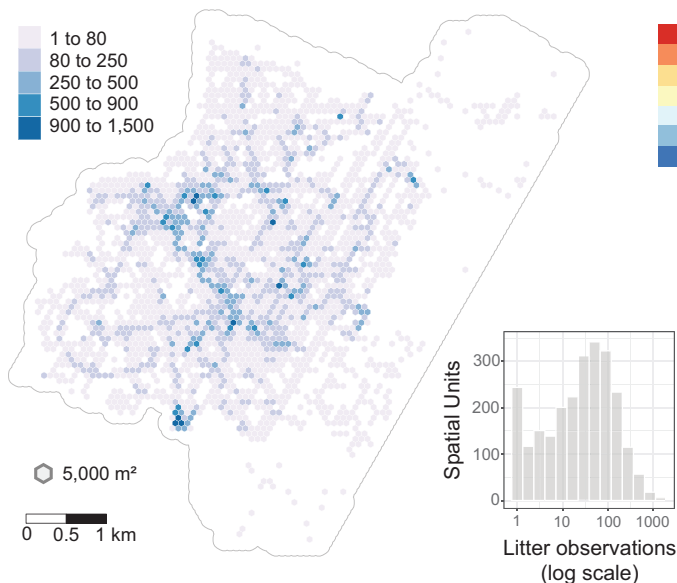 1 to 80
80 to 250
250 to 500
500 to 900
900 to 1,500
5,000 m²
0 0.5 1 km
300
200
100
0
Spatial Units
1 10 100 1000
Litter observations
(log scale)